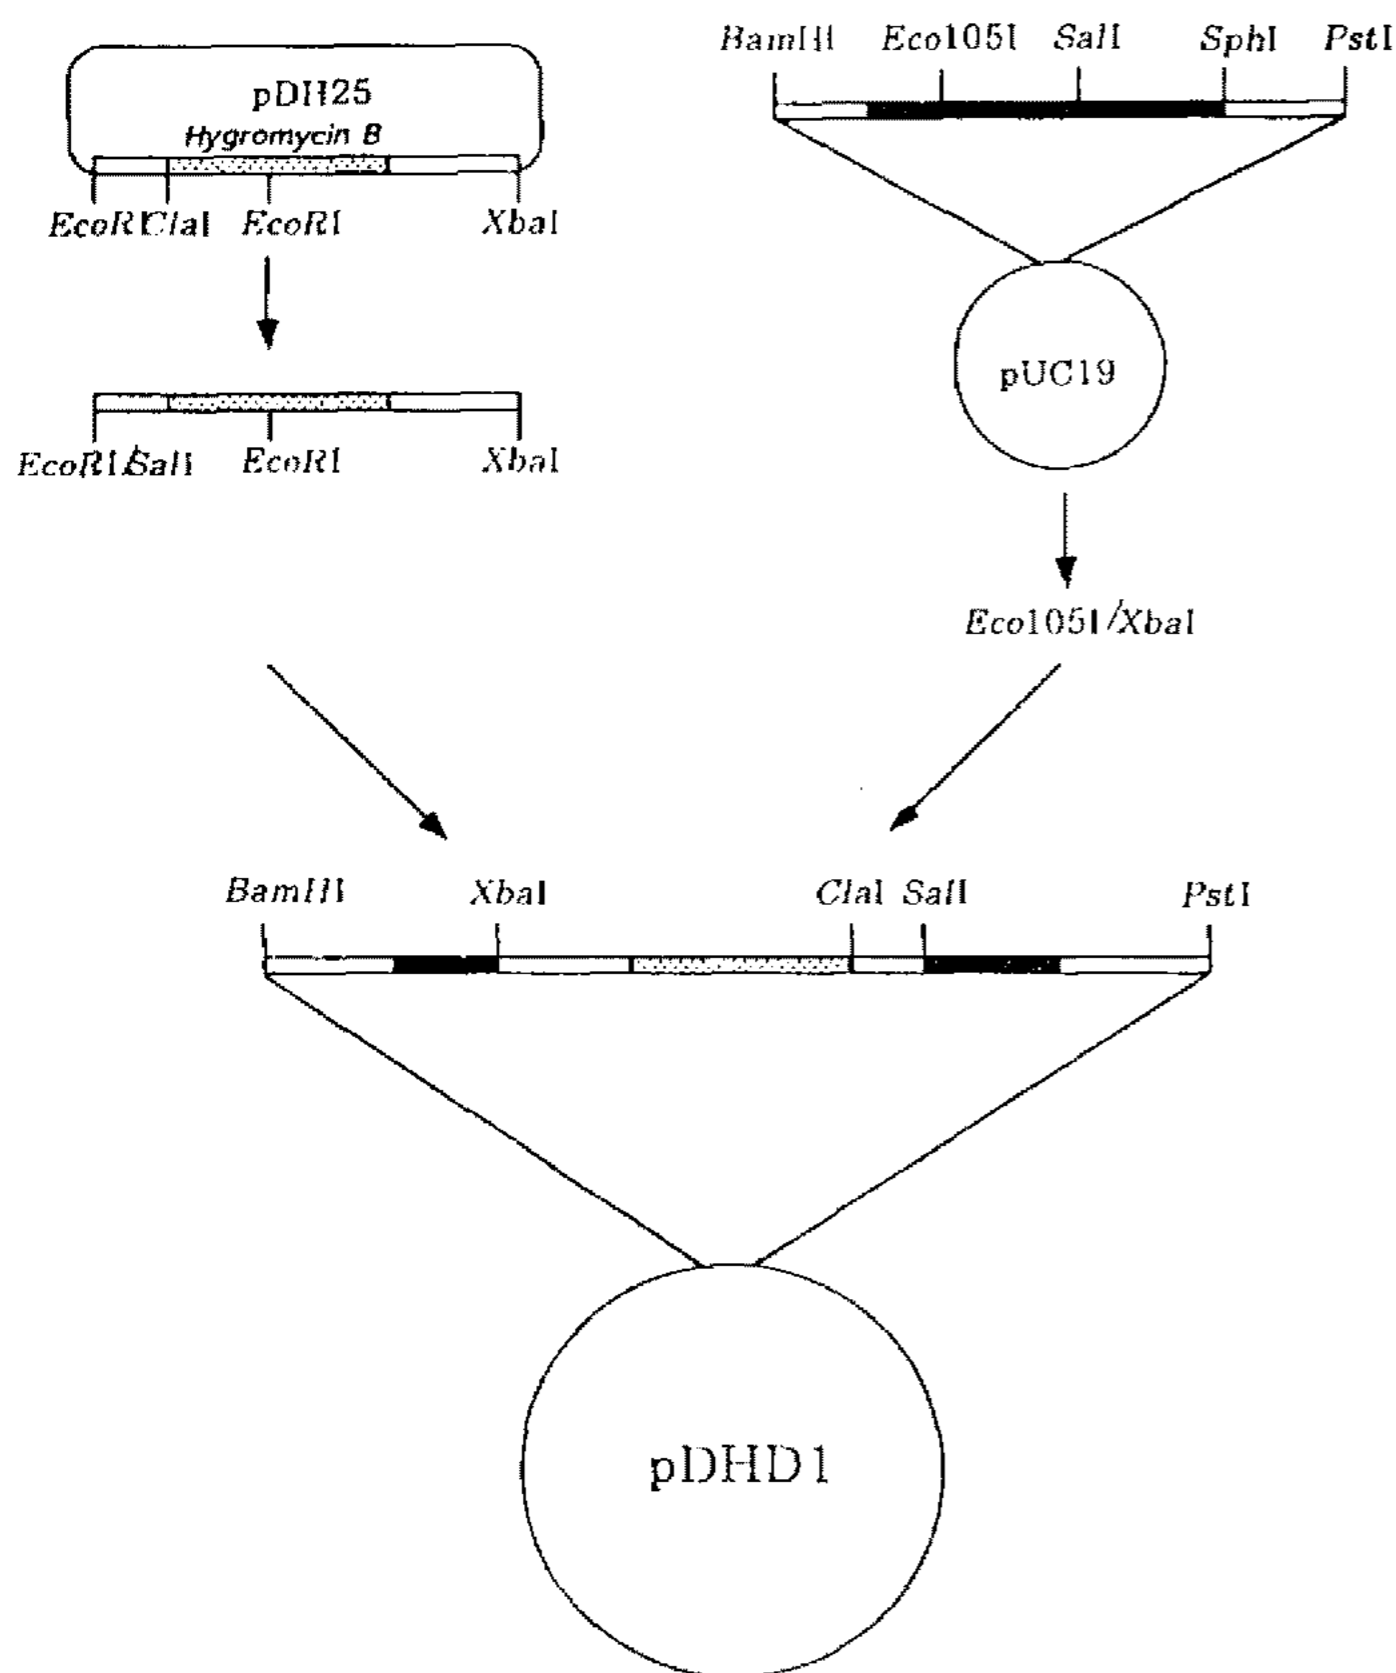 BamHI Eco105I SalI SphI PstI
pDH25
Hygromycin B
EcoRI ClaI EcoRI XbaI
pUC19
EcoRI/SalI EcoRI XbaI
Eco105I/XbaI
BamHI XbaI ClaI SalI PstI
pDHD1